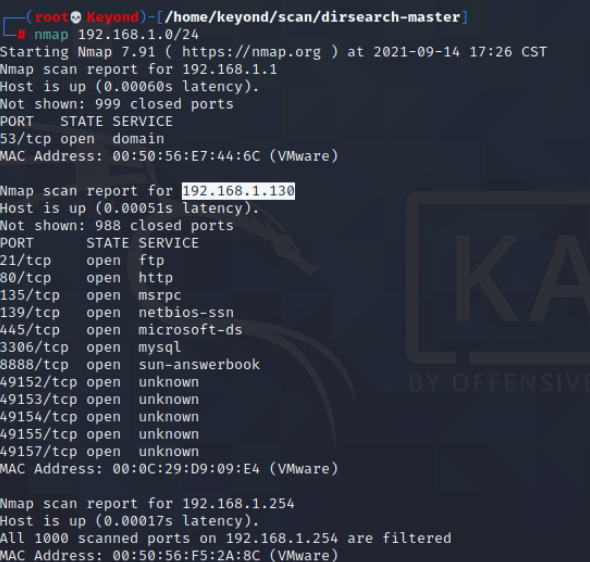 (root💀Keyond)-[/home/keyond/scan/dirsearch-master]
# nmap 192.168.1.0/24
Starting Nmap 7.91 ( https://nmap.org ) at 2021-09-14 17:26 CST
Nmap scan report for 192.168.1.1
Host is up (0.00060s latency).
Not shown: 999 closed ports
PORT   STATE SERVICE
53/tcp open  domain
MAC Address: 00:50:56:E7:44:6C (VMware)
Nmap scan report for 192.168.1.130
Host is up (0.00051s latency).
Not shown: 988 closed ports
PORT      STATE SERVICE
21/tcp    open  ftp
80/tcp    open  http
135/tcp   open  msrpc
139/tcp   open  netbios-ssn
445/tcp   open  microsoft-ds
3306/tcp  open  mysql
8888/tcp  open  sun-answerbook
49152/tcp open  unknown
49153/tcp open  unknown
49154/tcp open  unknown
49155/tcp open  unknown
49157/tcp open  unknown
MAC Address: 00:0C:29:D9:09:E4 (VMware)
Nmap scan report for 192.168.1.254
Host is up (0.00017s latency).
All 1000 scanned ports on 192.168.1.254 are filtered
MAC Address: 00:50:56:F5:2A:8C (VMware)
KA
BY OFFENSIVE